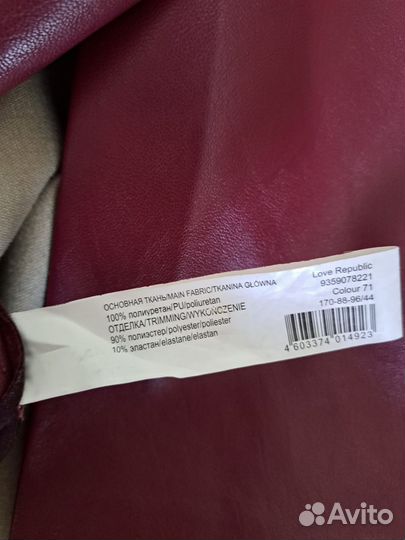 ОСНОВНАЯ ТКАНЬ/MAIN FABRIC/TKANINA GŁÓWNA
100% полиуретан/PU/poliuretan
ОТДЕЛКА/TRIMMING/WYKOŃCZENIE
90% полиэстер/polyester/poliester
10% эластан/elastane/elastan
Love Republic
9359078221
Colour 71
170-88-96/44
4 603374 014923
Avito